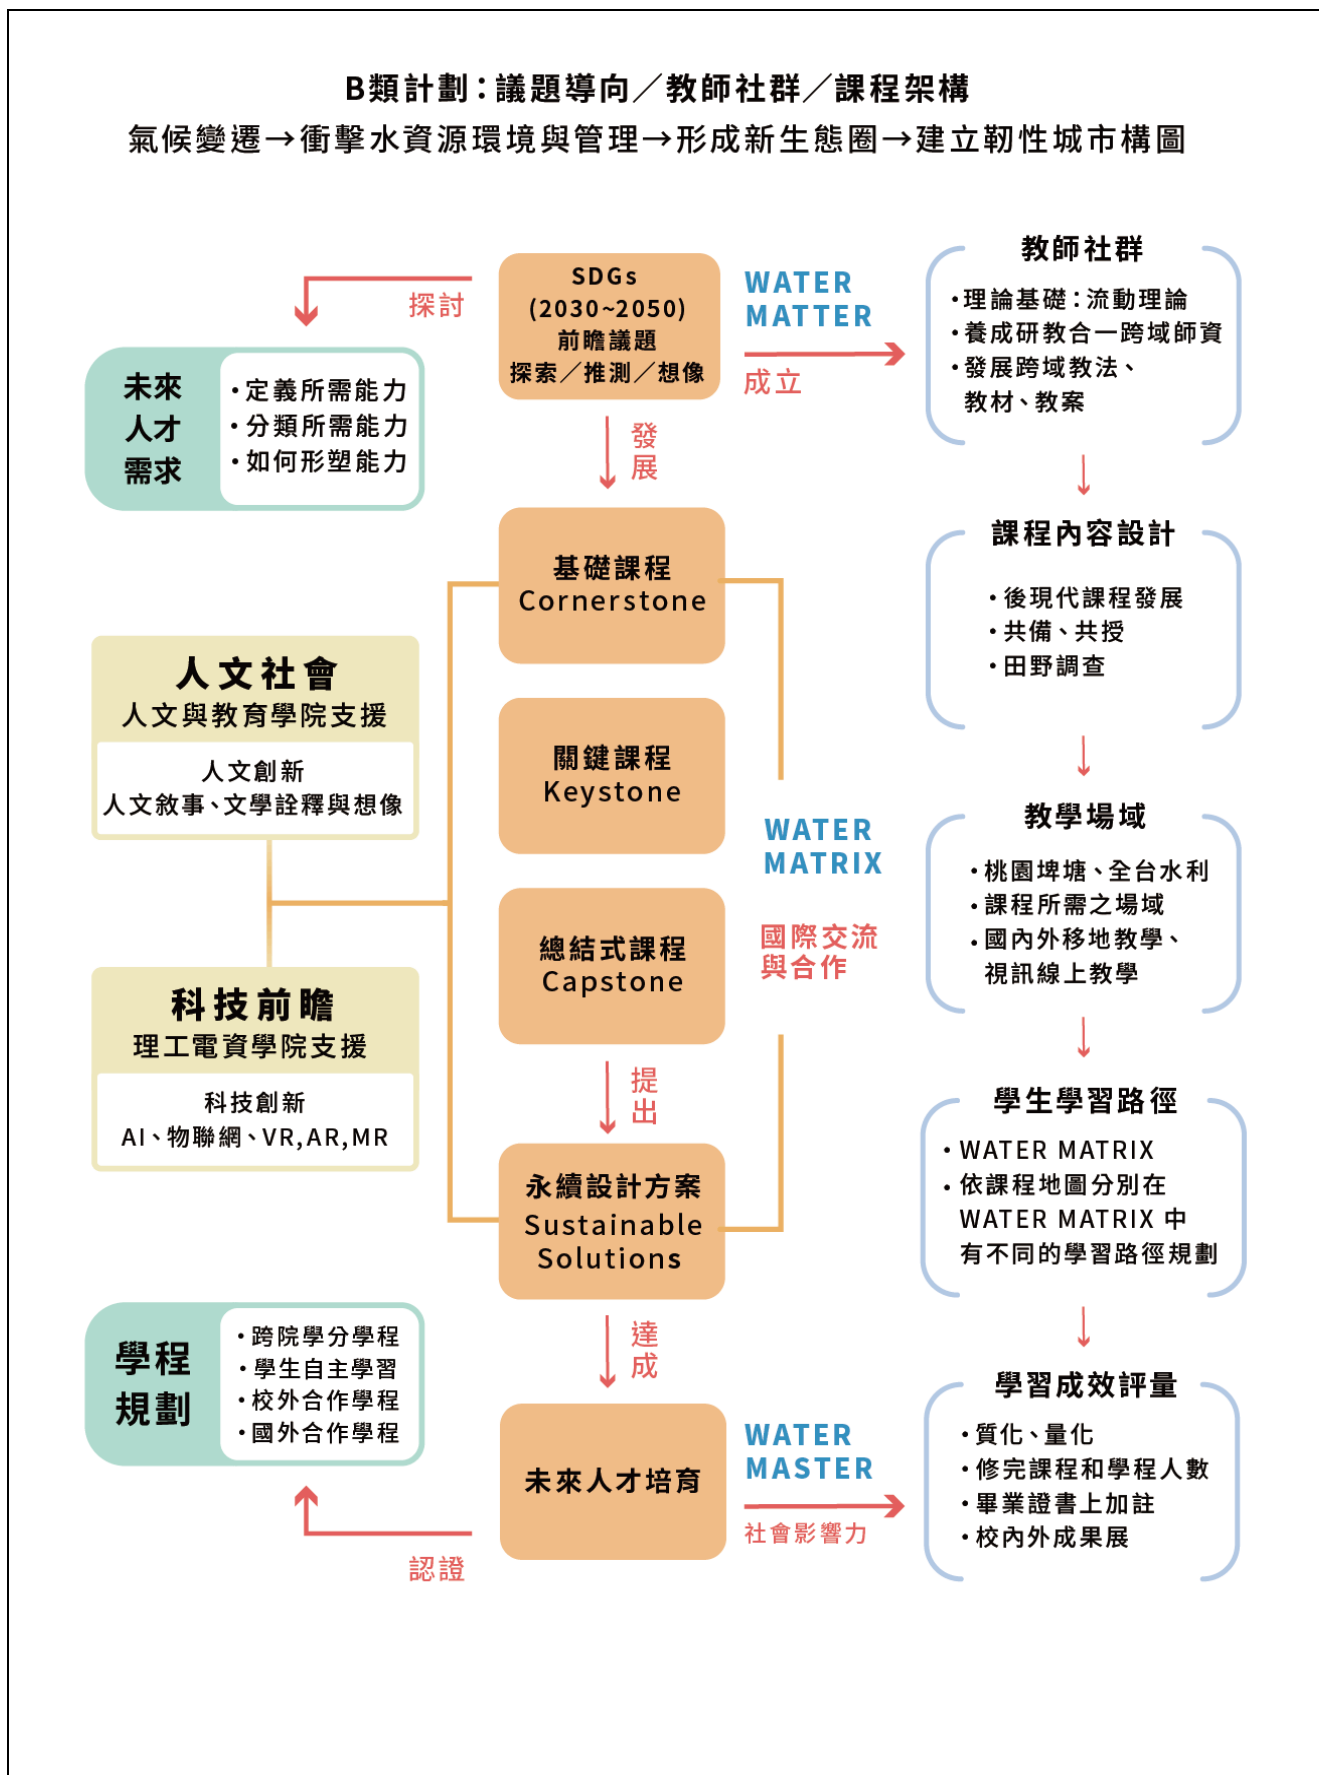 B類計劃：議題導向／教師社群／課程架構
氣候變遷→衝擊水資源環境與管理→形成新生態圈→建立韌性城市構圖
SDGs
(2030~2050)
前瞻議題
探索／推測／想像
探討
未來
人才
需求
•定義所需能力
•分類所需能力
•如何形塑能力
WATER
MATTER
成立
教師社群
•理論基礎：流動理論
•養成研教合一跨域師資
•發展跨域教法、
教材、教案
發
展
基礎課程
Cornerstone
關鍵課程
Keystone
總結式課程
Capstone
人文社會
人文與教育學院支援
人文創新
人文敘事、文學詮釋與想像
科技前瞻
理工電資學院支援
科技創新
AI、物聯網、VR,AR,MR
WATER
MATRIX
國際交流
與合作
課程內容設計
•後現代課程發展
•共備、共授
•田野調查
教學場域
•桃園埤塘、全台水利
•課程所需之場域
•國內外移地教學、
視訊線上教學
提
出
永續設計方案
Sustainable
Solutions
學生學習路徑
•WATER MATRIX
•依課程地圖分別在
WATER MATRIX 中
有不同的學習路徑規劃
達
成
未來人才培育
學程
規劃
•跨院學分學程
•學生自主學習
•校外合作學程
•國外合作學程
認證
WATER
MASTER
社會影響力
學習成效評量
•質化、量化
•修完課程和學程人數
•畢業證書上加註
•校內外成果展